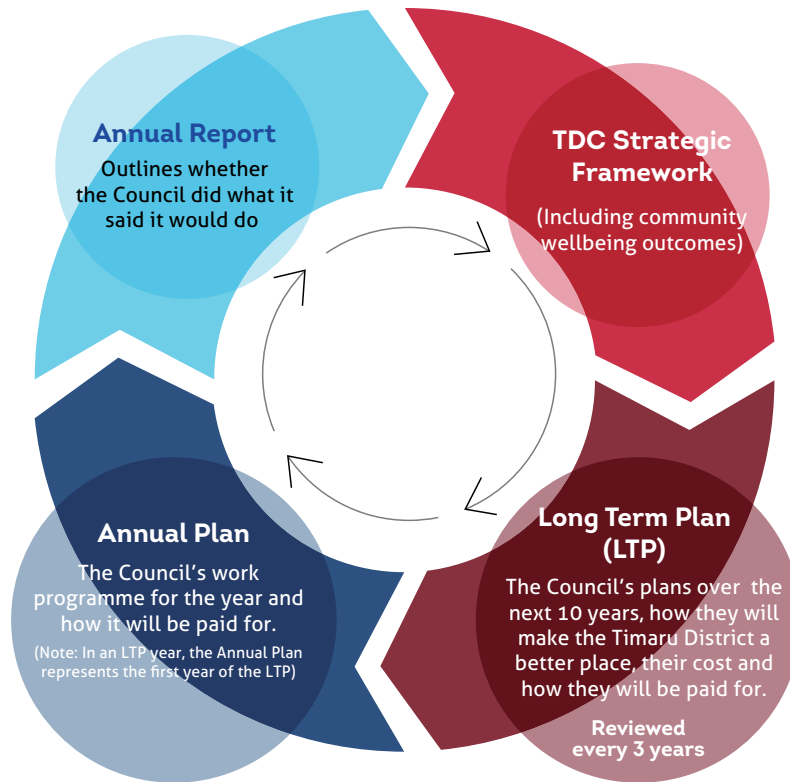 Annual Report
Outlines whether
the Council did what it
said it would do
TDC Strategic
Framework
(Including community
wellbeing outcomes)
Long Term Plan
(LTP)
The Council's plans over the
next 10 years, how they will
make the Timaru District a
better place, their cost and
how they will be paid for.
Reviewed
every 3 years
Annual Plan
The Council's work
programme for the year and
how it will be paid for.
(Note: In an LTP year, the Annual Plan
represents the first year of the LTP)